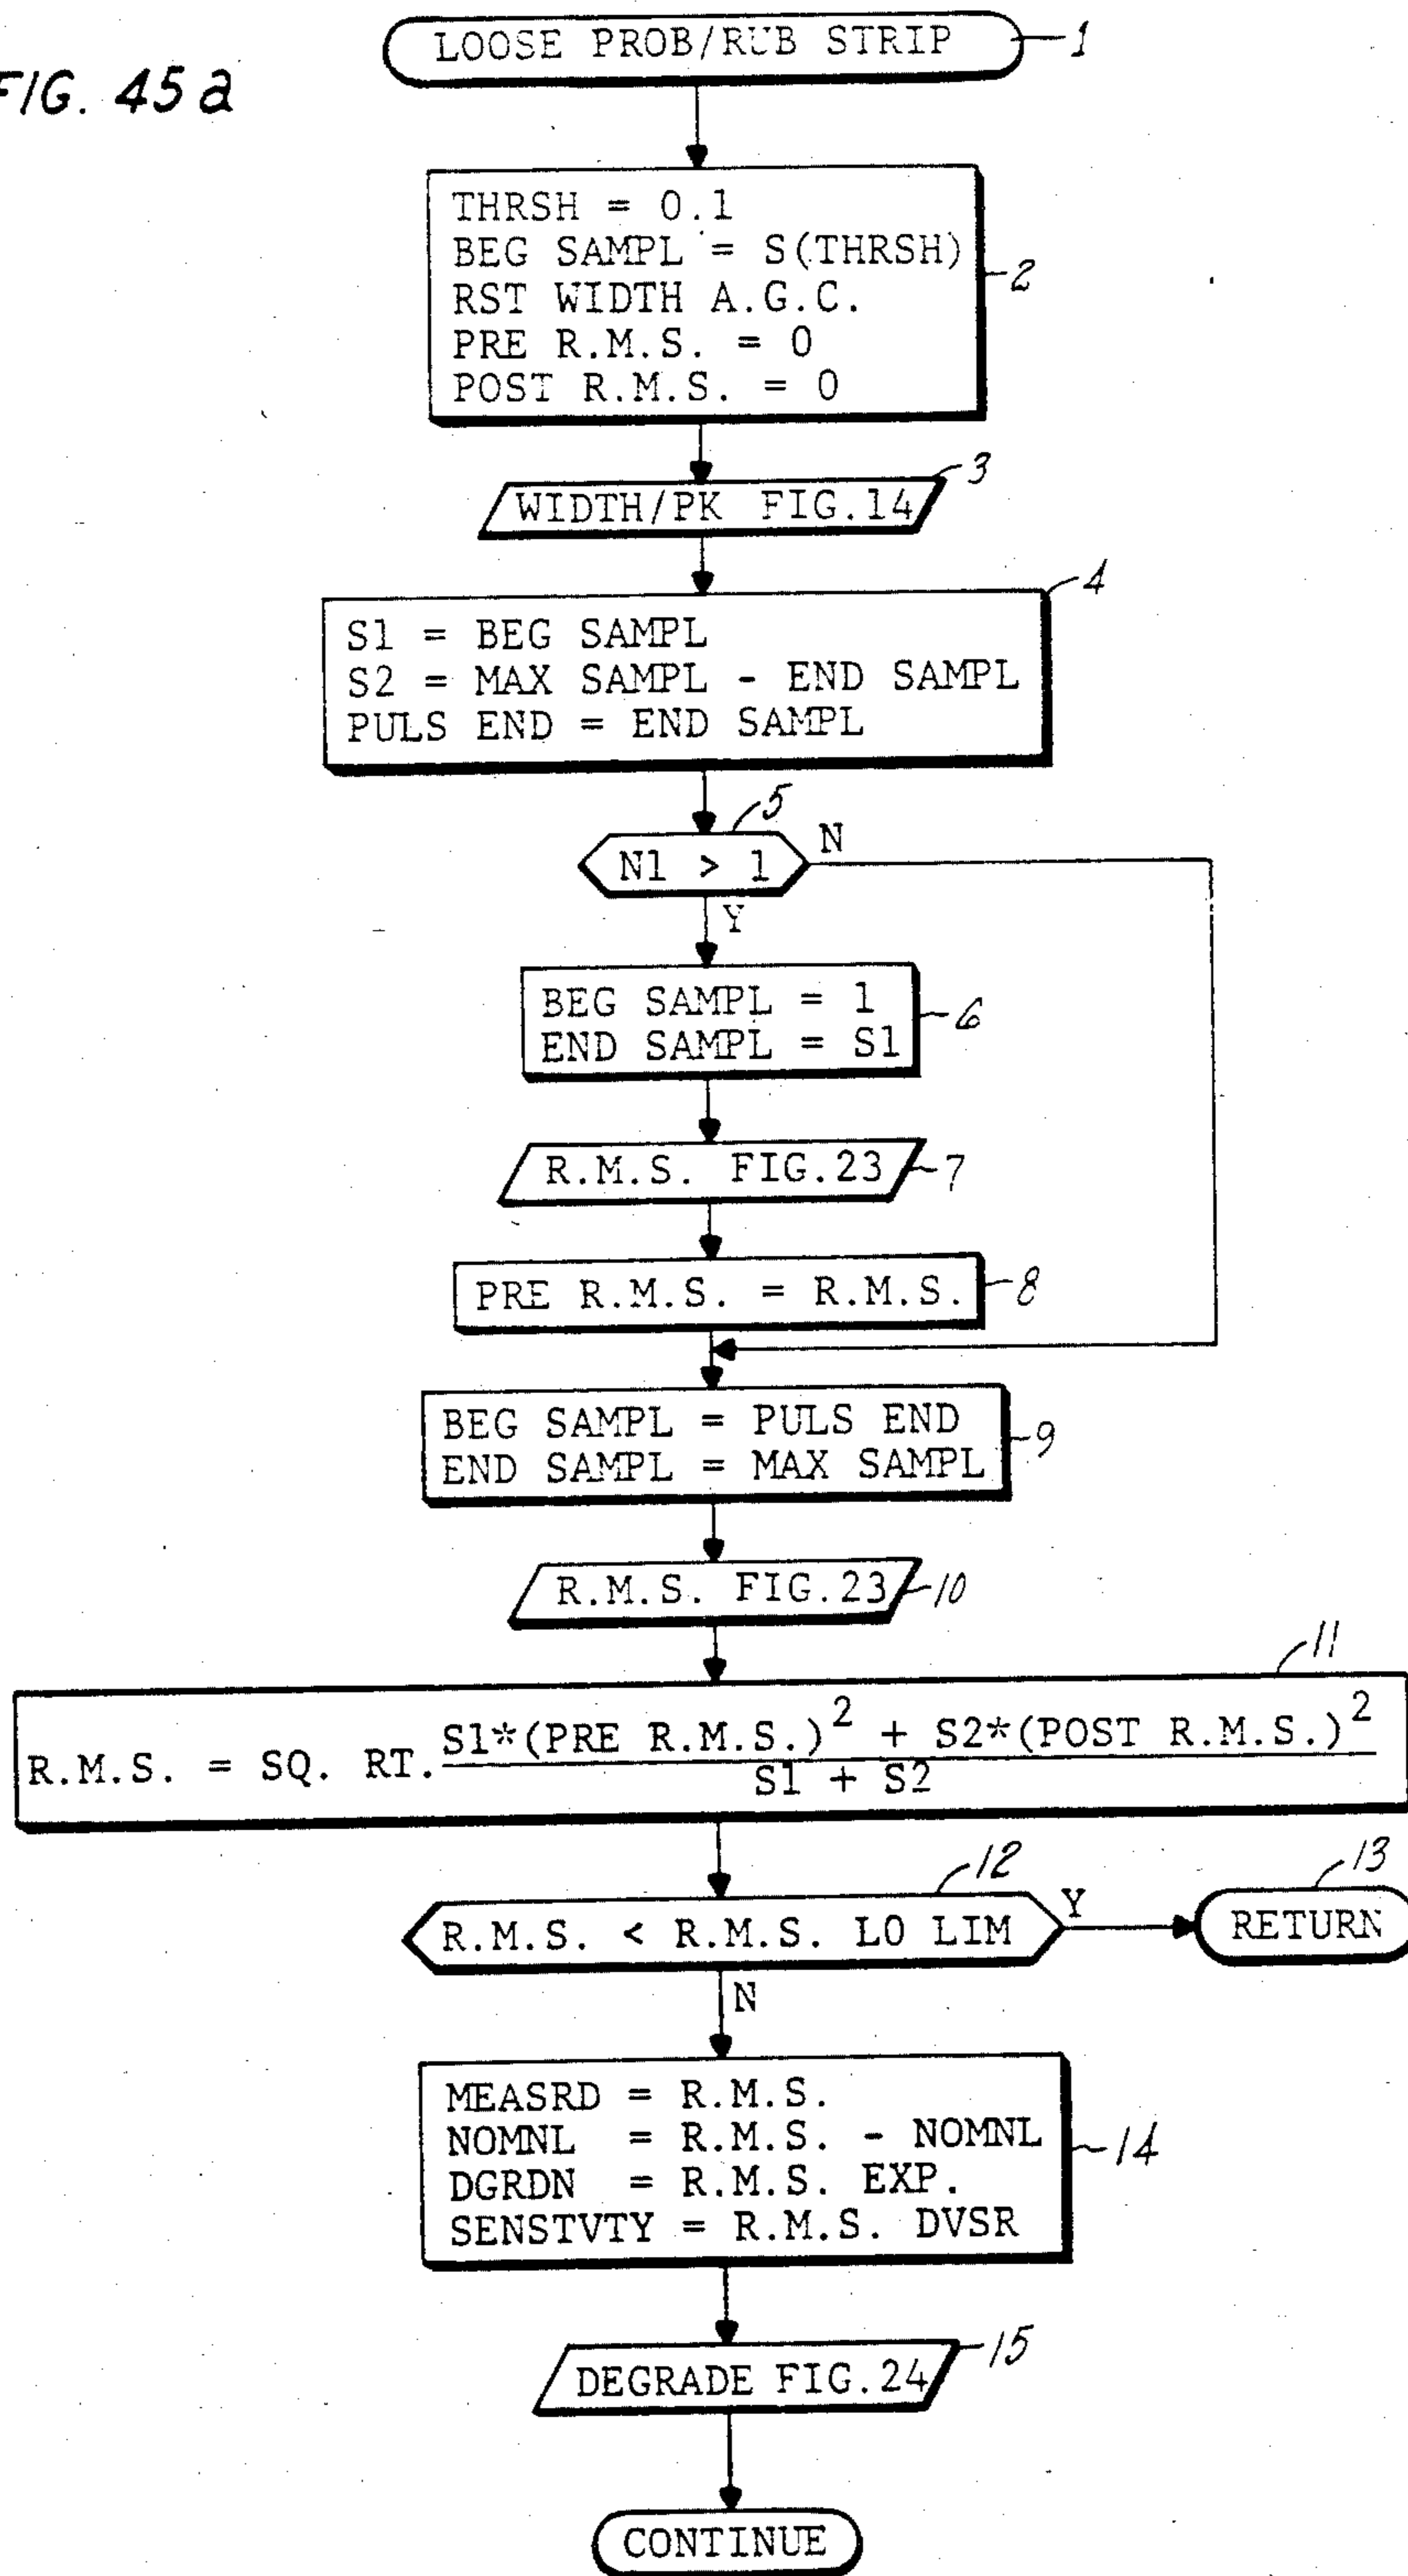 FIG. 45a
LOOSE PROB/RUB STRIP
1
THRSH = 0.1
BEG SAMPL = S(THRSH)
RST WIDTH A.G.C.
PRE R.M.S. = 0
POST R.M.S. = 0
2
WIDTH/PK FIG.14
3
S1 = BEG SAMPL
S2 = MAX SAMPL - END SAMPL
PULS END = END SAMPL
4
N1 > 1
5
N
Y
BEG SAMPL = 1
END SAMPL = S1
6
R.M.S. FIG.23
7
PRE R.M.S. = R.M.S.
8
BEG SAMPL = PULS END
END SAMPL = MAX SAMPL
9
R.M.S. FIG.23
10
11
R.M.S. = SQ. RT. S1*(PRE R.M.S.)2 + S2*(POST R.M.S.)2
S1 + S2
R.M.S. < R.M.S. LO LIM
12
Y
RETURN
13
N
MEASRD = R.M.S.
NOMNL = R.M.S. - NOMNL
DGRDN = R.M.S. EXP.
SENSTVTY = R.M.S. DVSR
14
DEGRADE FIG.24
15
CONTINUE